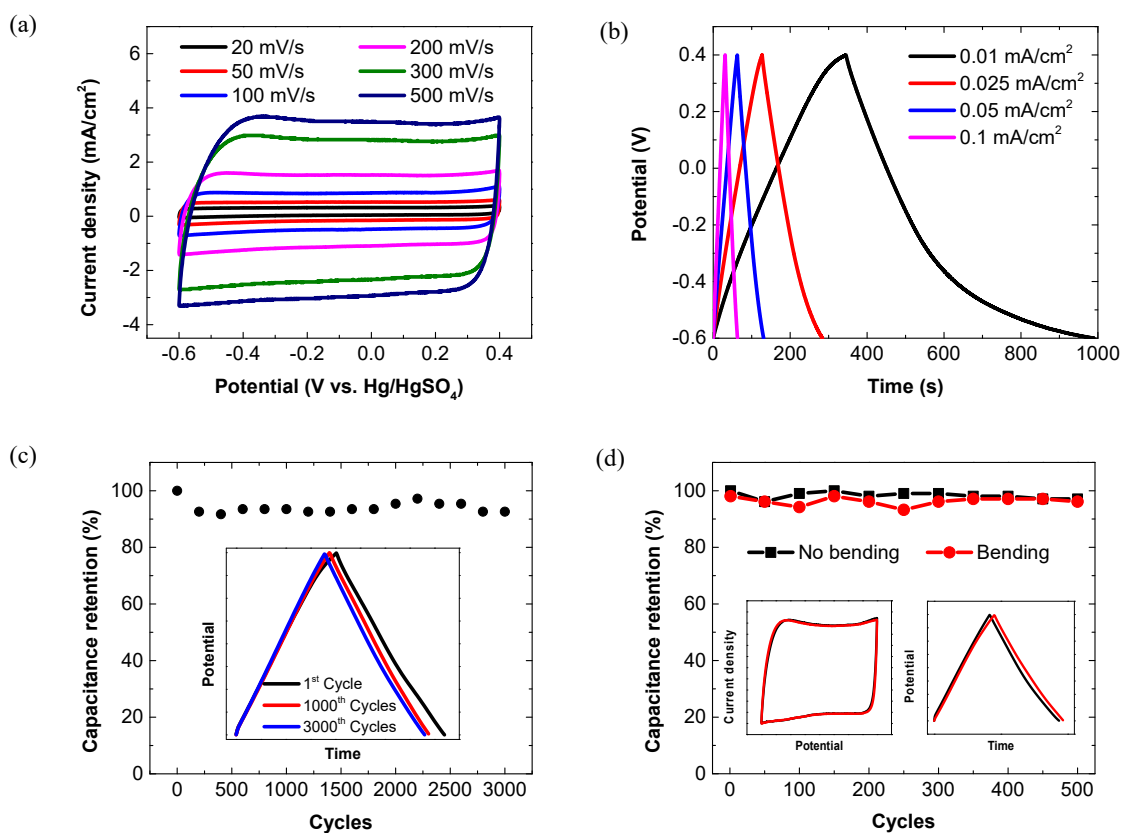 (a)
6
4
2
0
-2
-4
Current density (mA/cm²)
20 mV/s
50 mV/s
100 mV/s
200 mV/s
300 mV/s
500 mV/s
-0.6 -0.4 -0.2 0.0 0.2 0.4
Potential (V vs. Hg/HgSO₄)
(b)
0.4
0.2
0.0
-0.2
-0.4
-0.6
Potential (V)
0.01 mA/cm²
0.025 mA/cm²
0.05 mA/cm²
0.1 mA/cm²
0 200 400 600 800 1000
Time (s)
(c)
100
80
60
40
20
0
Capacitance retention (%)
Potential
1ˢᵗ Cycle
1000ᵗʰ Cycles
3000ᵗʰ Cycles
Time
0 500 1000 1500 2000 2500 3000
Cycles
(d)
100
80
60
40
20
0
Capacitance retention (%)
No bending
Bending
Current density
Potential
Potential
Time
0 100 200 300 400 500
Cycles